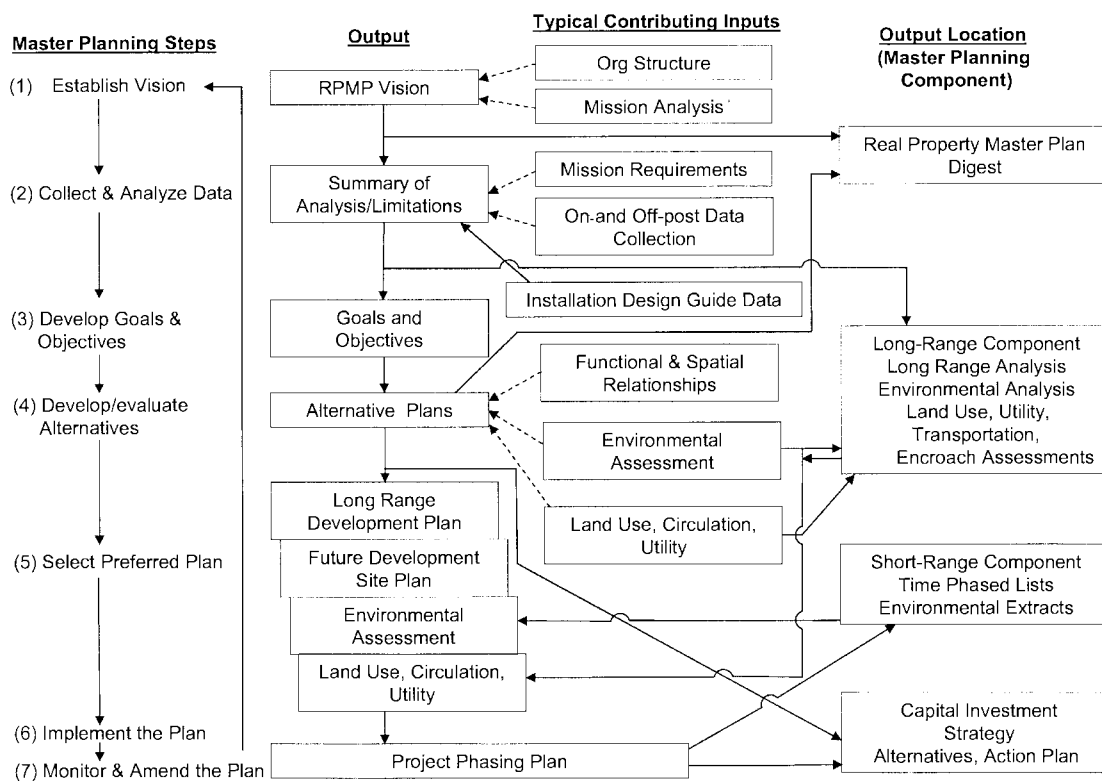 Master Planning Steps
(1) Establish Vision
(2) Collect & Analyze Data
(3) Develop Goals &
Objectives
(4) Develop/evaluate
Alternatives
(5) Select Preferred Plan
(6) Implement the Plan
(7) Monitor & Amend the Plan
Output
RPMP Vision
Summary of
Analysis/Limitations
Goals and
Objectives
Alternative Plans
Long Range
Development Plan
Future Development
Site Plan
Environmental
Assessment
Land Use, Circulation,
Utility
Project Phasing Plan
Typical Contributing Inputs
Org Structure
Mission Analysis
Mission Requirements
On-and Off-post Data
Collection
Installation Design Guide Data
Functional & Spatial
Relationships
Environmental
Assessment
Land Use, Circulation,
Utility
Output Location
(Master Planning
Component)
Real Property Master Plan
Digest
Long-Range Component
Long Range Analysis
Environmental Analysis
Land Use, Utility,
Transportation,
Encroach Assessments
Short-Range Component
Time Phased Lists
Environmental Extracts
Capital Investment
Strategy
Alternatives, Action Plan